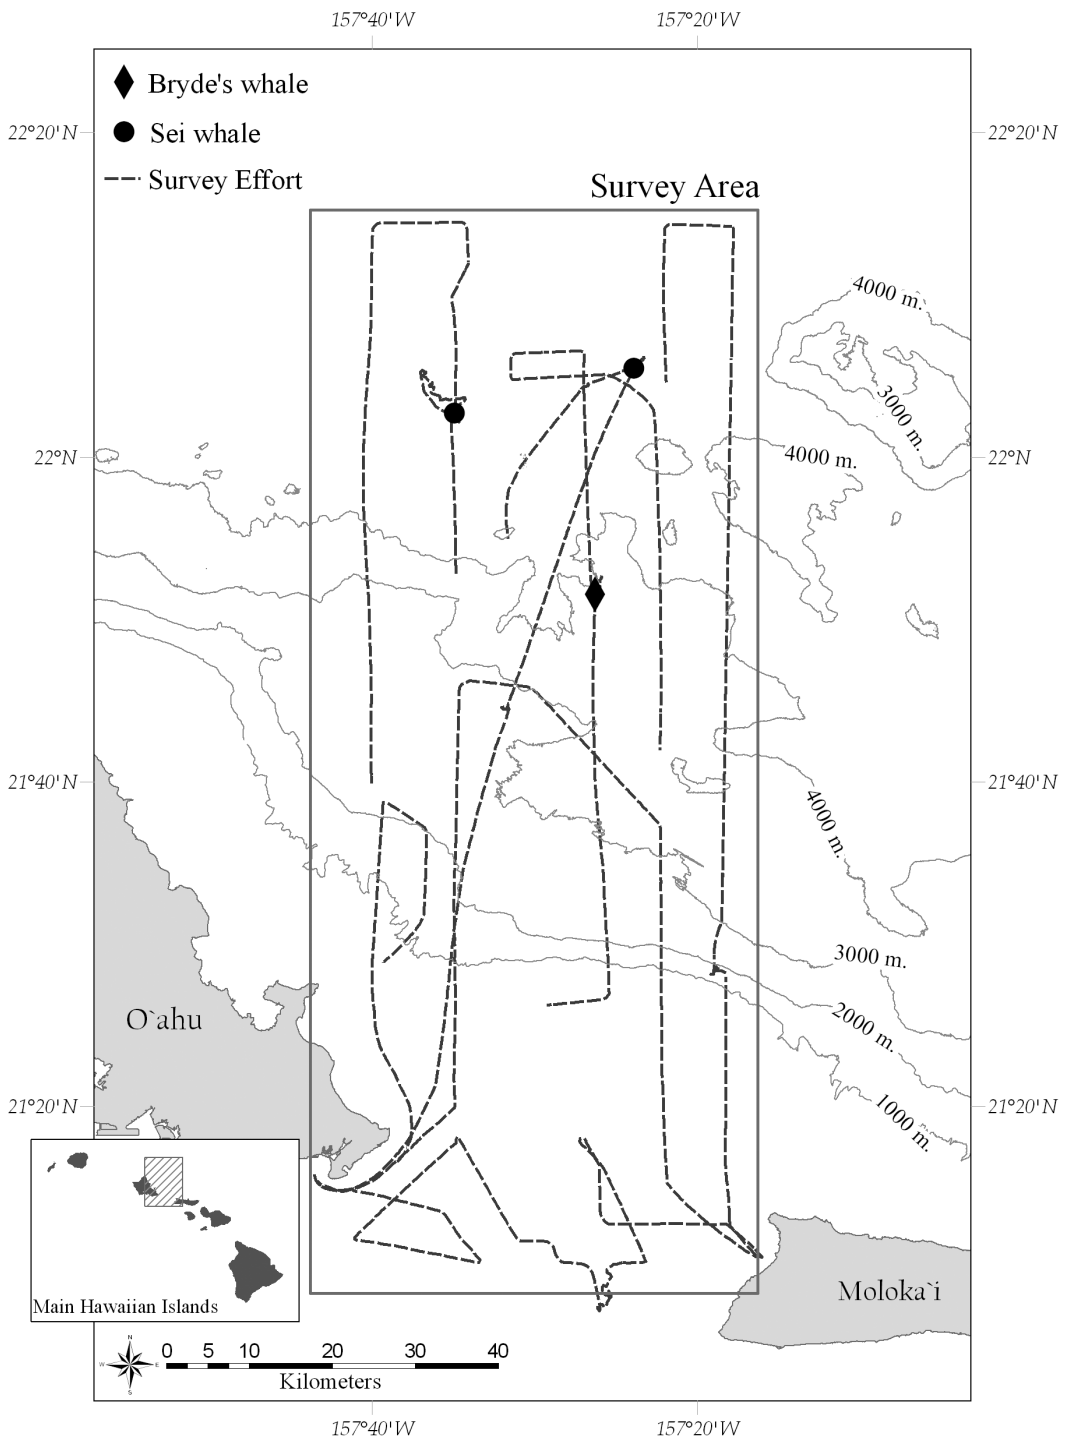 157°40'W 157°20'W
Bryde's whale
22°20'N 22°20'N
Sei whale
Survey Effort
Survey Area
4000 m.
3000 m.
4000 m.
22°N 22°N
21°40'N 21°40'N
4000 m.
3000 m.
O`ahu
2000 m.
21°20'N 21°20'N
1000 m.
Moloka`i
Main Hawaiian Islands
N
W E
S
0 5 10 20 30 40
Kilometers
157°40'W 157°20'W